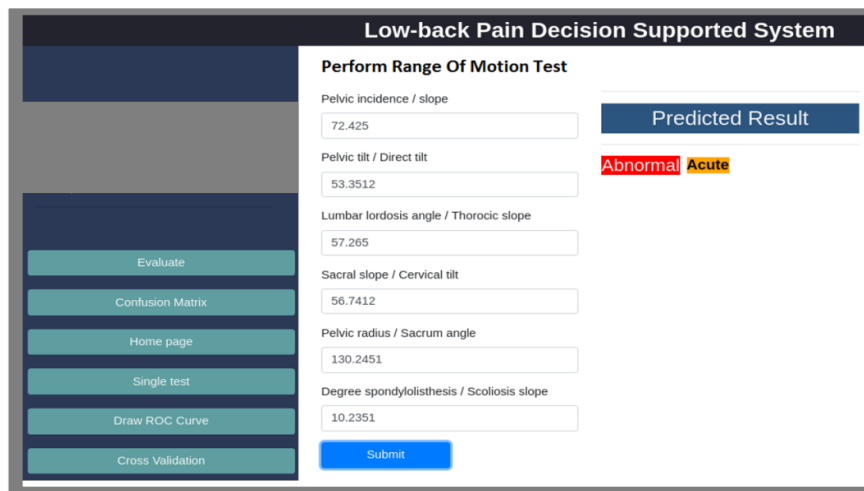 Low-back Pain Decision Supported System
Perform Range Of Motion Test
Pelvic incidence / slope
72.425
Pelvic tilt / Direct tilt
53.3512
Lumbar lordosis angle / Thorocic slope
57.265
Sacral slope / Cervical tilt
56.7412
Pelvic radius / Sacrum angle
130.2451
Degree spondylolisthesis / Scoliosis slope
10.2351
Submit
Predicted Result
Abnormal Acute
Evaluate
Confusion Matrix
Home page
Single test
Draw ROC Curve
Cross Validation